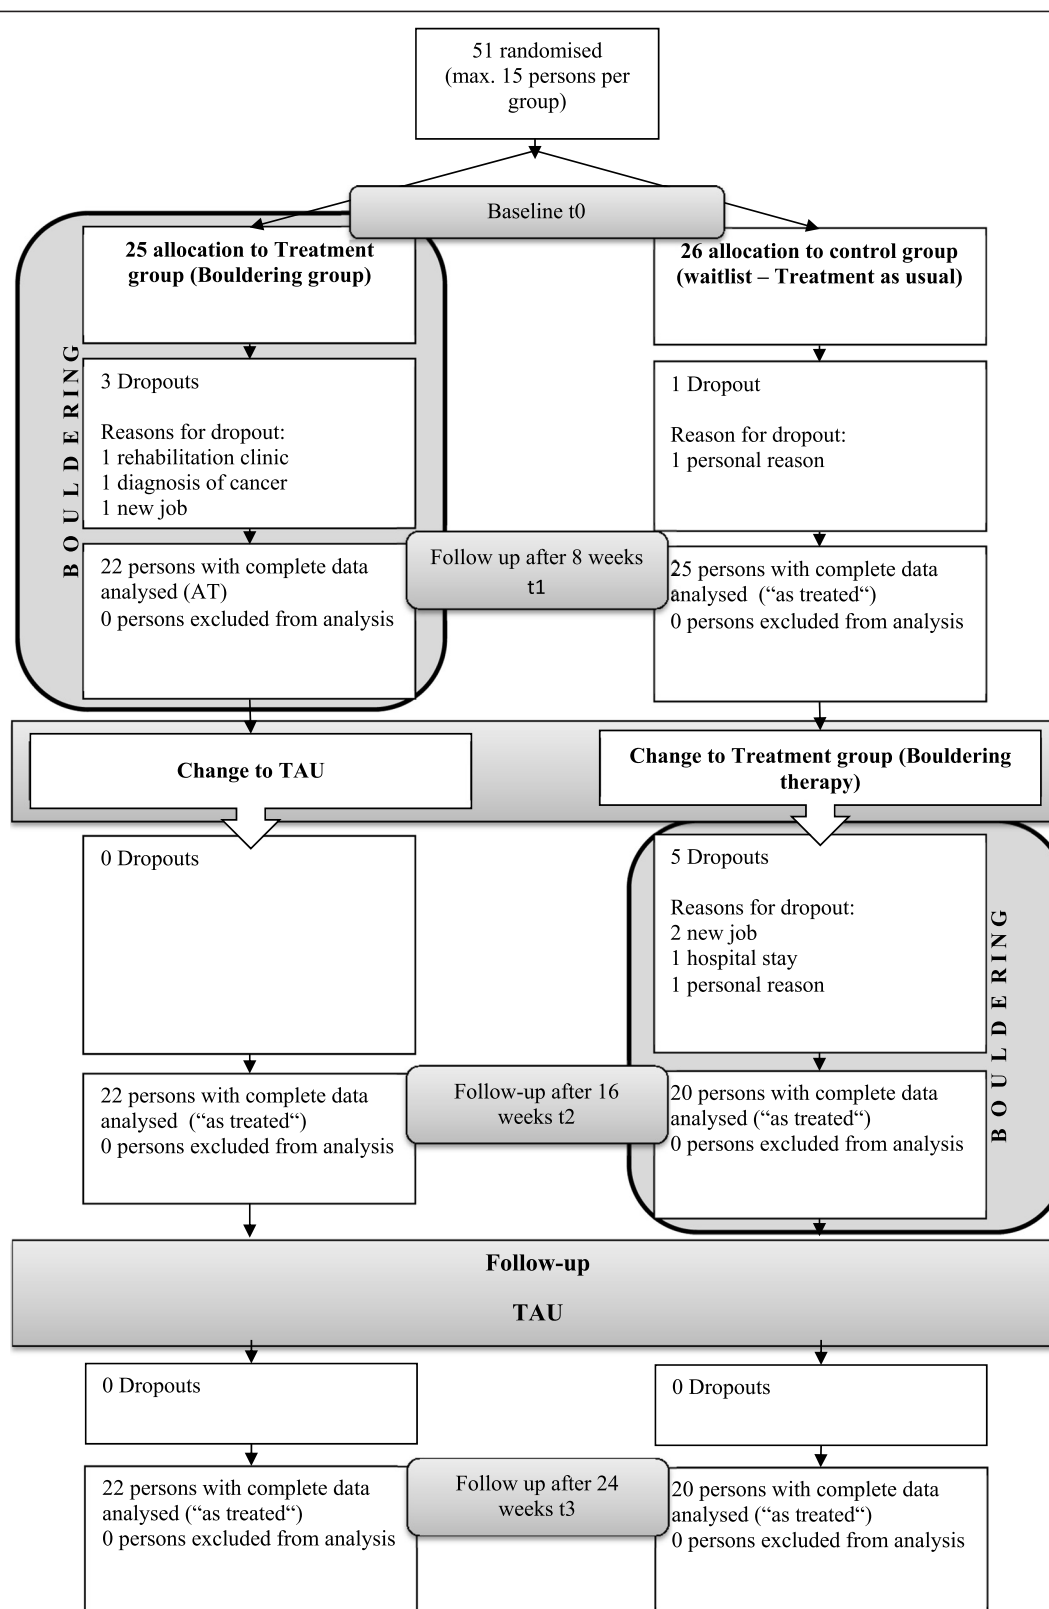 51 randomised
(max. 15 persons per
group)
Baseline t0
25 allocation to Treatment
group (Bouldering group)
26 allocation to control group
(waitlist – Treatment as usual)
BOULDERING
3 Dropouts
Reasons for dropout:
1 rehabilitation clinic
1 diagnosis of cancer
1 new job
1 Dropout
Reason for dropout:
1 personal reason
Follow up after 8 weeks
t1
22 persons with complete data
analysed (AT)
0 persons excluded from analysis
25 persons with complete data
analysed (“as treated“)
0 persons excluded from analysis
Change to TAU
Change to Treatment group (Bouldering
therapy)
0 Dropouts
5 Dropouts
Reasons for dropout:
2 new job
1 hospital stay
1 personal reason
BOULDERING
Follow-up after 16
weeks t2
22 persons with complete data
analysed (“as treated“)
0 persons excluded from analysis
20 persons with complete data
analysed (“as treated“)
0 persons excluded from analysis
Follow-up
TAU
0 Dropouts
0 Dropouts
Follow up after 24
weeks t3
22 persons with complete data
analysed (“as treated“)
0 persons excluded from analysis
20 persons with complete data
analysed (“as treated“)
0 persons excluded from analysis